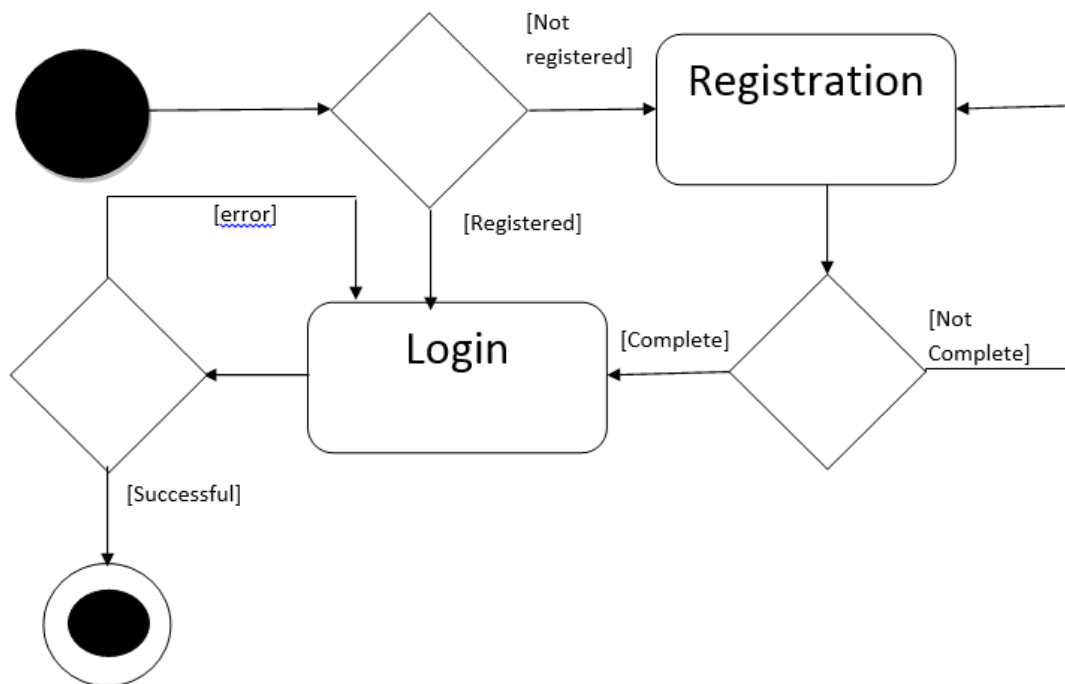 [Not
registered]
Registration
[error]
[Registered]
Login
[Complete]
[Not
Complete]
[Successful]